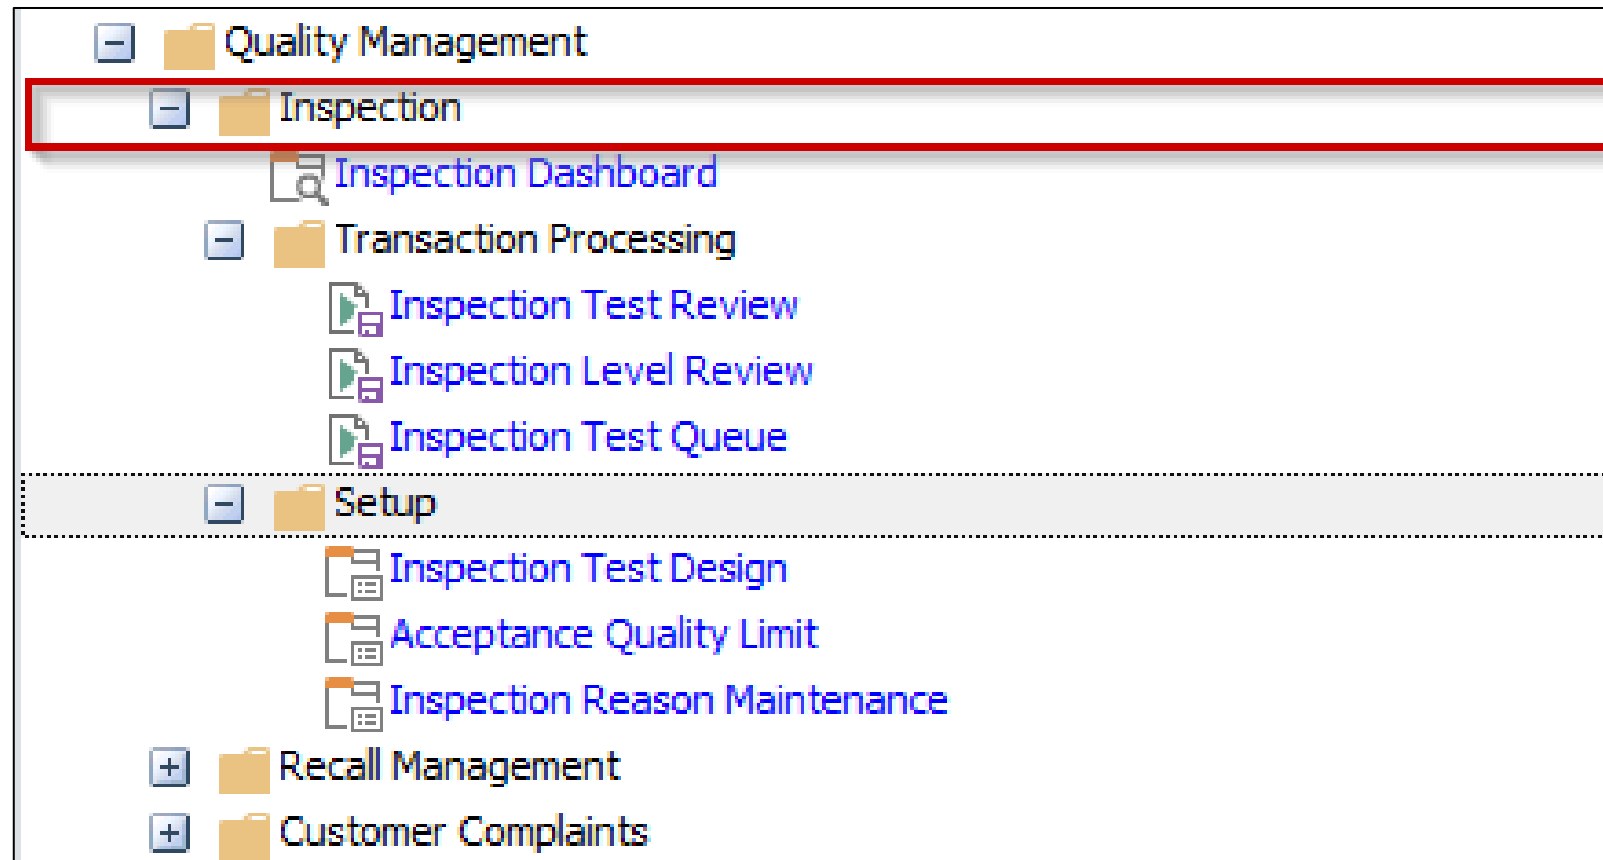 Quality Management
Inspection
Inspection Dashboard
Transaction Processing
Inspection Test Review
Inspection Level Review
Inspection Test Queue
Setup
Inspection Test Design
Acceptance Quality Limit
Inspection Reason Maintenance
Recall Management
Customer Complaints